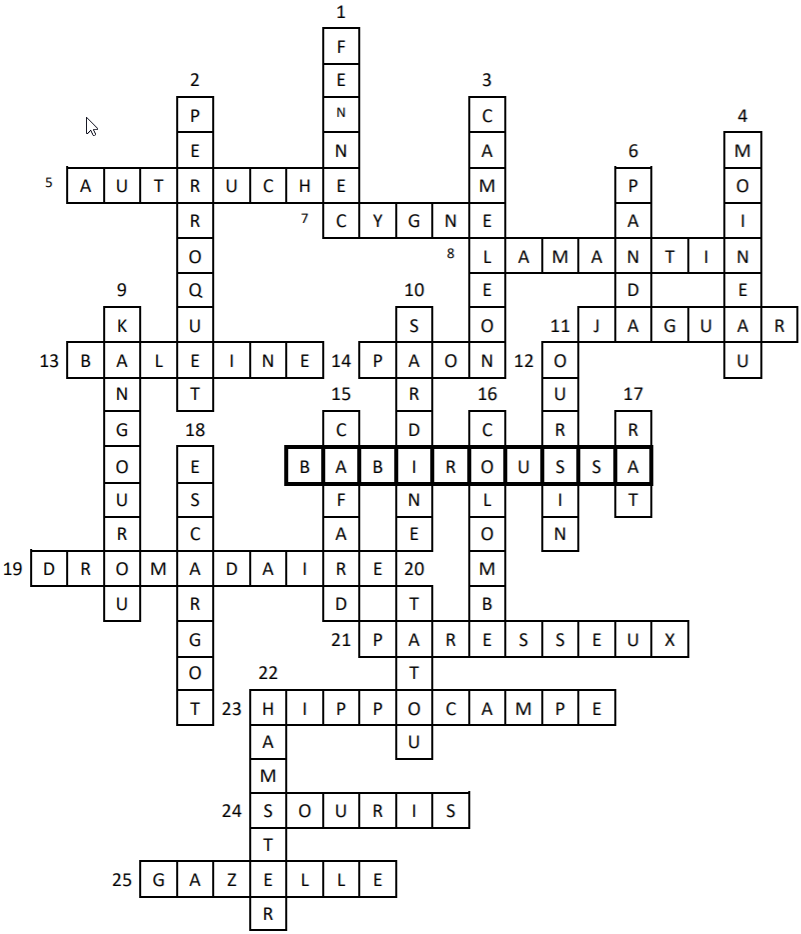 1
F
2 E 3
P N C 4
E N A 6 M
5 A U T R U C H E M P O
R 7 C Y G N E A I
O 8 L A M A N T I N
9 Q 10 E D E
K U S O 11 J A G U A R
13 B A L E I N E 14 P A O N 12 O U
N T 15 R 16 U 17
G 18 C D C R R
O E B A B I R O U S S A
U S F N L I T
R C A E O N
19 D R O M A D A I R E 20 M
U R D T B
G 21 P A R E S S E U X
O 22 T
T 23 H I P P O C A M P E
A U
M
24 S O U R I S
T
25 G A Z E L L E
R